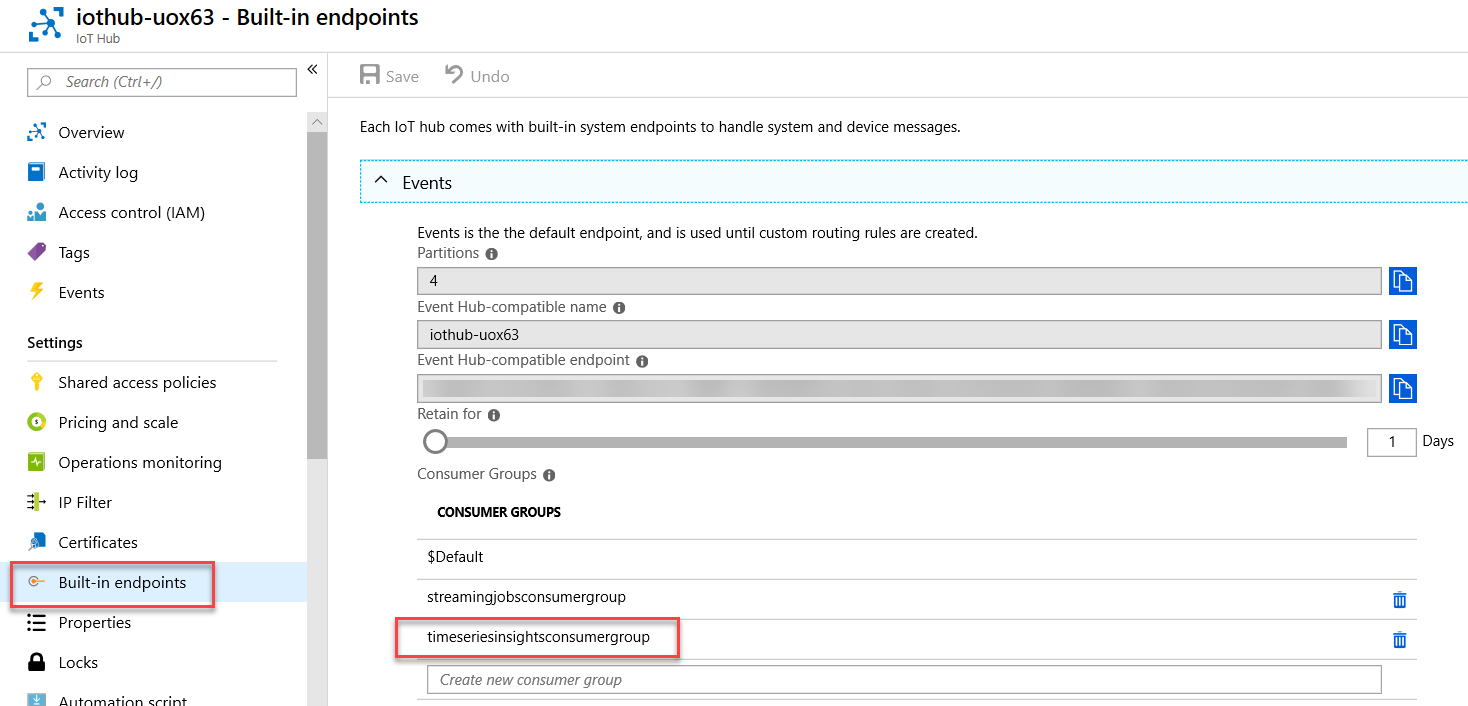 iothub-uox63 - Built-in endpoints
IoT Hub
Search (Ctrl+/)
Overview
Activity log
Access control (IAM)
Tags
Events
Settings
Shared access policies
Pricing and scale
Operations monitoring
IP Filter
Certificates
Built-in endpoints
Properties
Locks
Automation script
Save
Undo
Each IoT hub comes with built-in system endpoints to handle system and device messages.
Events
Events is the the default endpoint, and is used until custom routing rules are created.
Partitions
4
Event Hub-compatible name
iothub-uox63
Event Hub-compatible endpoint
Retain for
1 Days
Consumer Groups
CONSUMER GROUPS
$Default
streamingjobsconsumergroup
timeseriesinsightsconsumergroup
Create new consumer group